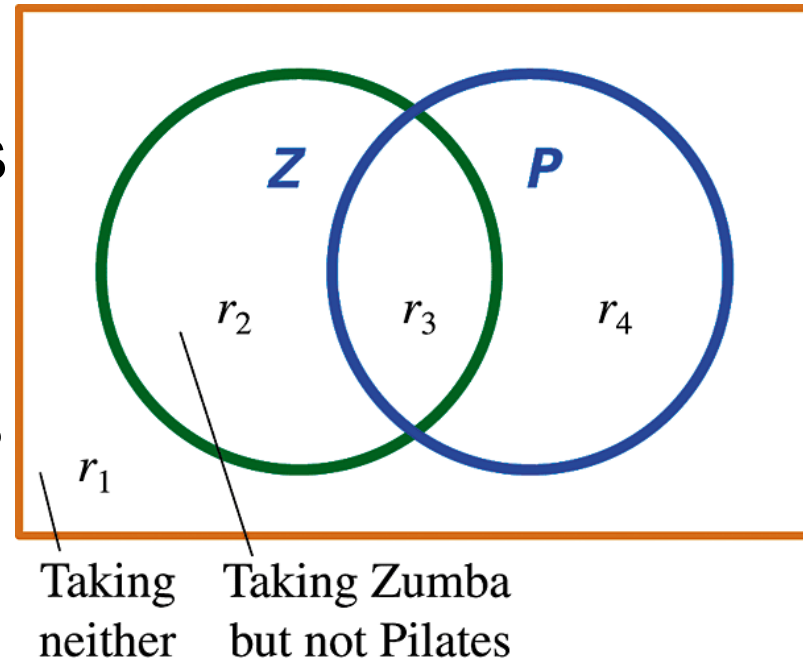 s
Z P
r₂ r₃ r₄
r₁
Taking neither
Taking Zumba but not Pilates